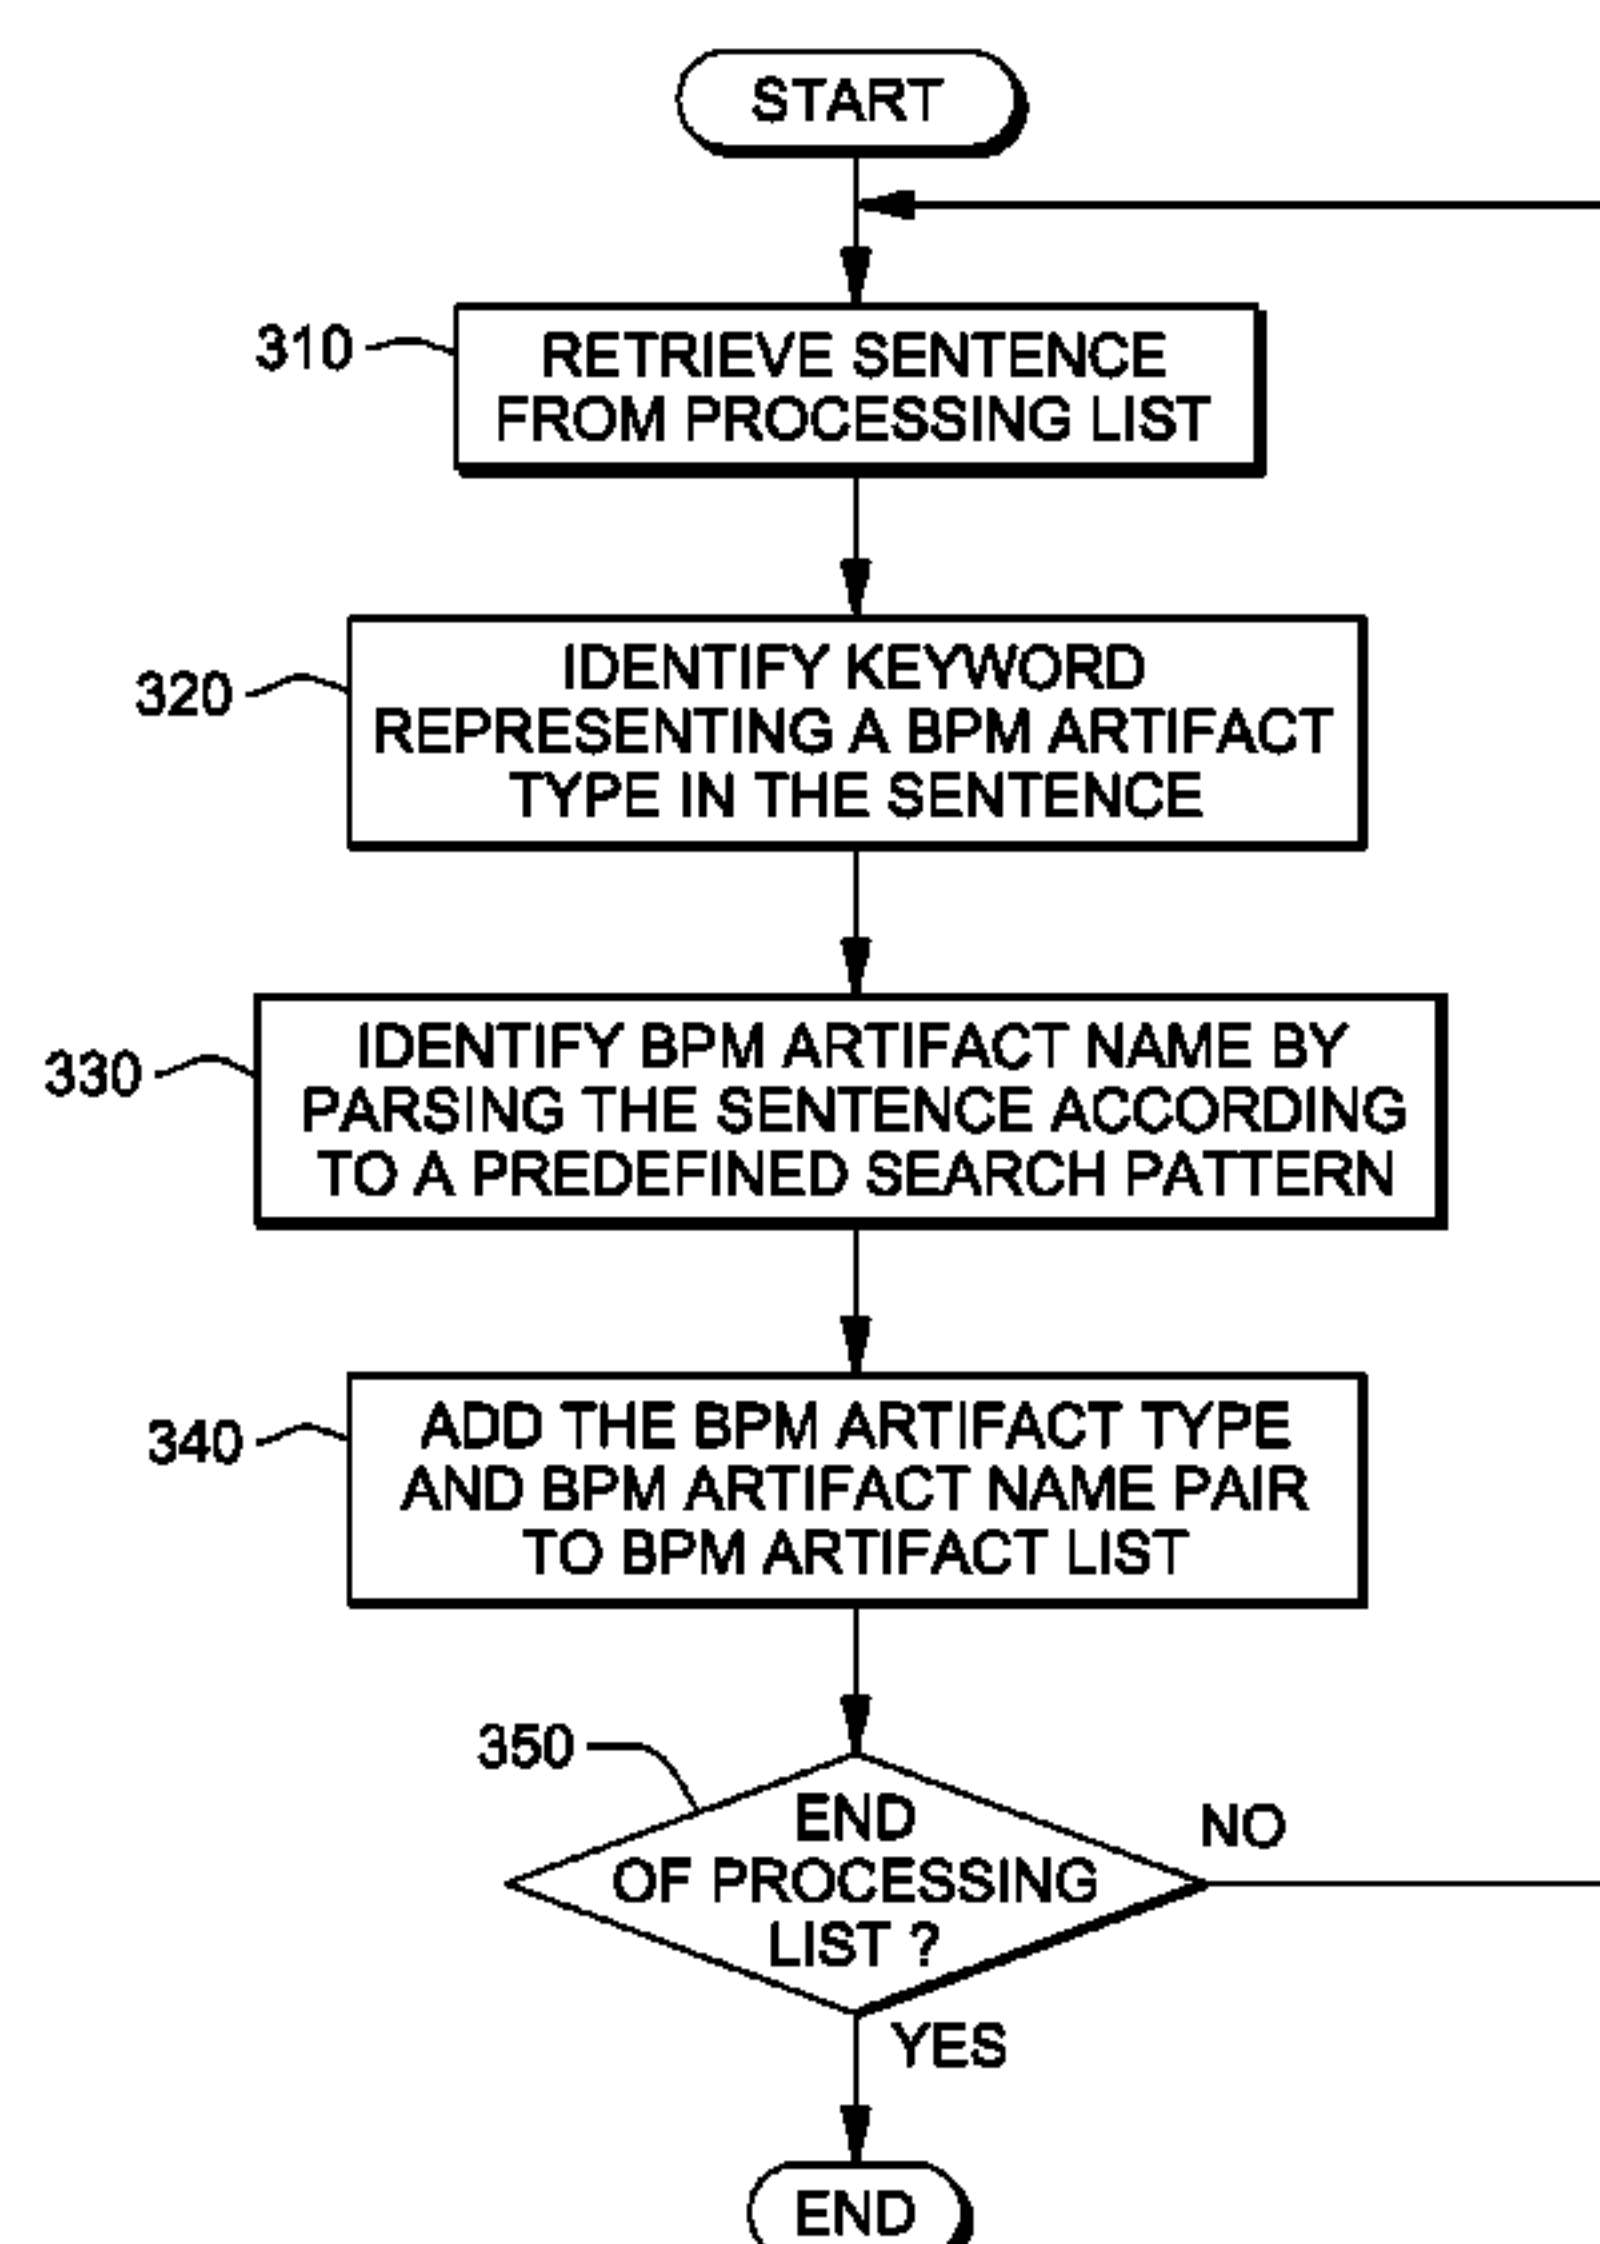 START
310
RETRIEVE SENTENCE
FROM PROCESSING LIST
320
IDENTIFY KEYWORD
REPRESENTING A BPM ARTIFACT
TYPE IN THE SENTENCE
330
IDENTIFY BPM ARTIFACT NAME BY
PARSING THE SENTENCE ACCORDING
TO A PREDEFINED SEARCH PATTERN
340
ADD THE BPM ARTIFACT TYPE
AND BPM ARTIFACT NAME PAIR
TO BPM ARTIFACT LIST
350
END
OF PROCESSING
LIST ?
NO
YES
END